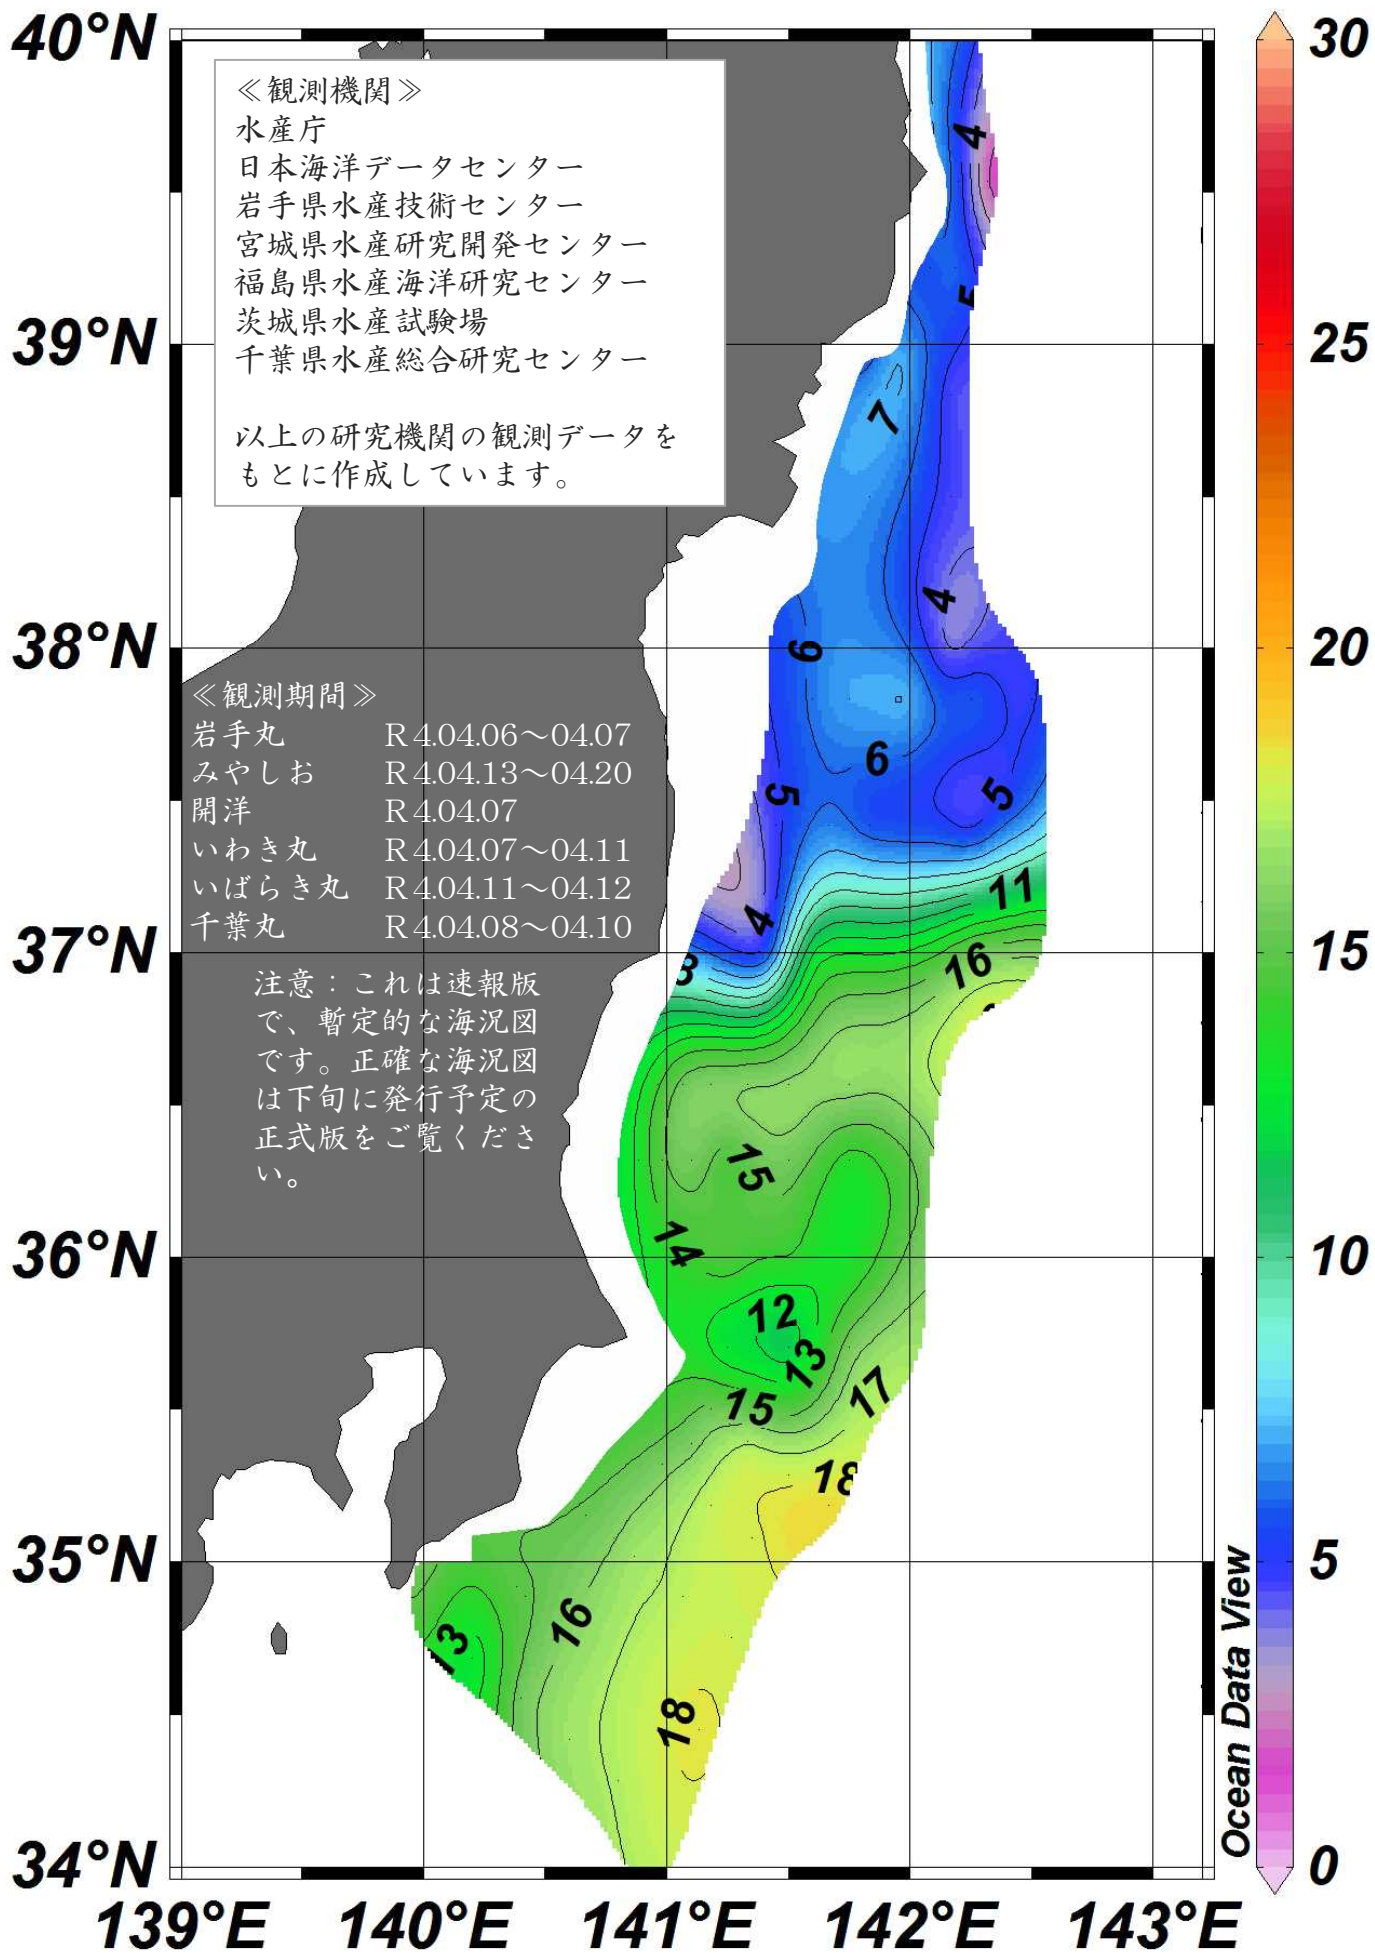 40°N
39°N
38°N
37°N
36°N
35°N
34°N
139°E 140°E 141°E 142°E 143°E
≪観測機関≫
水産庁
日本海洋データセンター
岩手県水産技術センター
宮城県水産研究開発センター
福島県水産海洋研究センター
茨城県水産試験場
千葉県水産総合研究センター
以上の研究機関の観測データを
もとに作成しています。
≪観測期間≫
岩手丸 R4.04.06～04.07
みやしお R4.04.13～04.20
開洋 R4.04.07
いわき丸 R4.04.07～04.11
いばらき丸 R4.04.11～04.12
千葉丸 R4.04.08～04.10
注意：これは速報版
で、暫定的な海況図
です。正確な海況図
は下旬に発行予定の
正式版をご覧くださ
い。
4
5
7
4
6
6
5
5
4
11
16
15
14
12
13
15
17
18
16
13
18
30
25
20
15
10
5
0
Ocean Data View